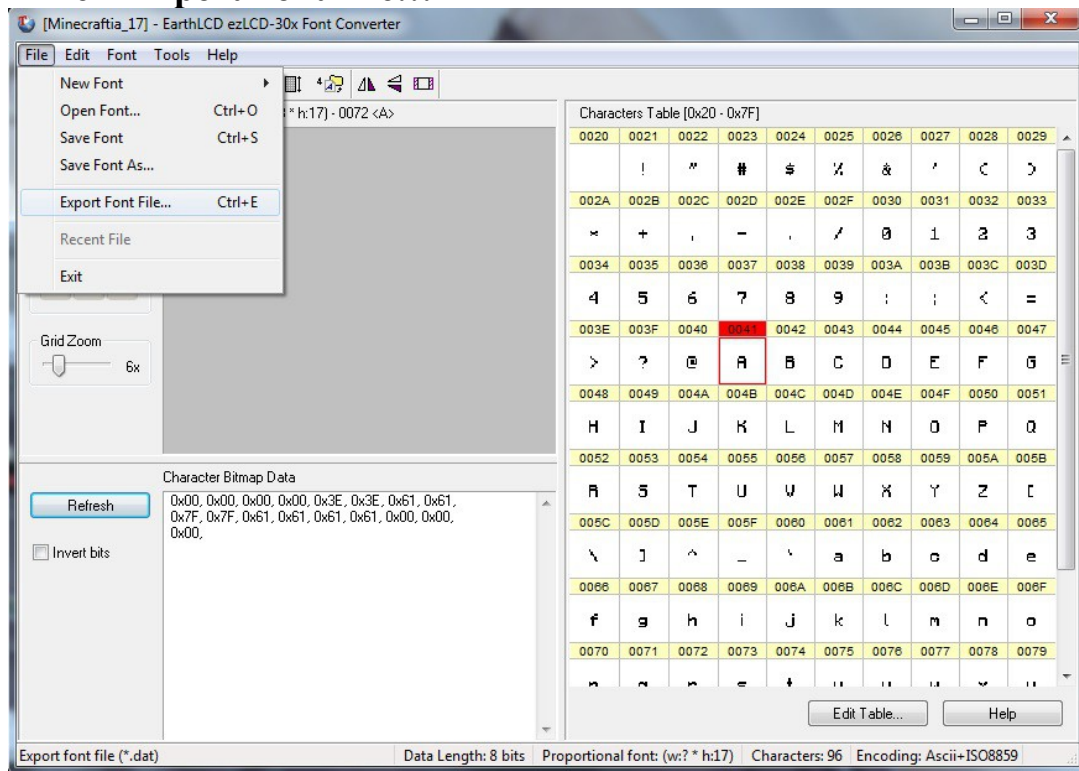 [Minecraftia_17] - EarthLCD ezLCD-30x Font Converter
File Edit Font Tools Help
New Font
Open Font... Ctrl+O
Save Font Ctrl+S
Save Font As...
Export Font File... Ctrl+E
Recent File
Exit
* h:17) - 0072 <A>
Grid Zoom
6x
Character Bitmap Data
Refresh
Invert bits
0x00, 0x00, 0x00, 0x00, 0x3E, 0x3E, 0x61, 0x61,
0x7F, 0x7F, 0x61, 0x61, 0x61, 0x61, 0x00, 0x00,
0x00,
Characters Table [0x20 - 0x7F]
0020 0021 0022 0023 0024 0025 0026 0027 0028 0029
! " # $ % & ' ( )
002A 002B 002C 002D 002E 002F 0030 0031 0032 0033
* + , - . / 0 1 2 3
0034 0035 0036 0037 0038 0039 003A 003B 003C 003D
4 5 6 7 8 9 : ; < =
003E 003F 0040 0041 0042 0043 0044 0045 0046 0047
> ? @ A B C D E F G
0048 0049 004A 004B 004C 004D 004E 004F 0050 0051
H I J K L M N O P Q
0052 0053 0054 0055 0056 0057 0058 0059 005A 005B
R S T U V W X Y Z [
005C 005D 005E 005F 0060 0061 0062 0063 0064 0065
\ ] ^ _ ` a b c d e
0066 0067 0068 0069 006A 006B 006C 006D 006E 006F
f g h i j k l m n o
0070 0071 0072 0073 0074 0075 0076 0077 0078 0079
Edit Table... Help
Export font file (*.dat) Data Length: 8 bits Proportional font: (w:? * h:17) Characters: 96 Encoding: Ascii+ISO8859